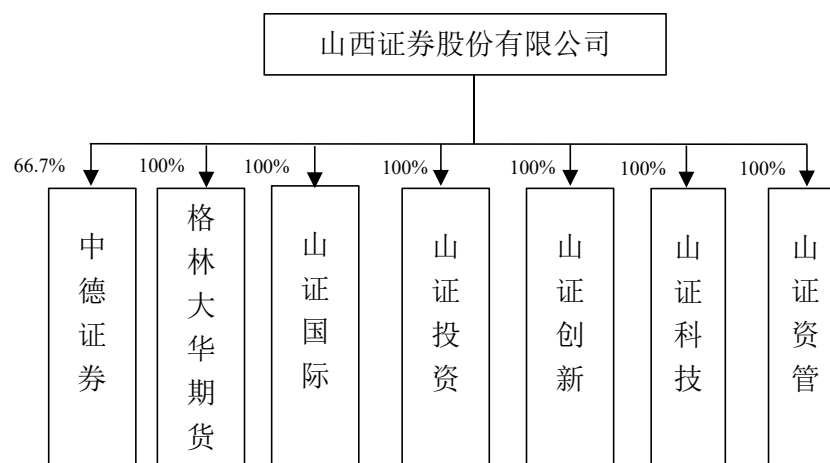 山西证券股份有限公司
66.7% 100% 100% 100% 100% 100% 100%
中德证券
格林大华期货
山证国际
山证投资
山证创新
山证科技
山证资管